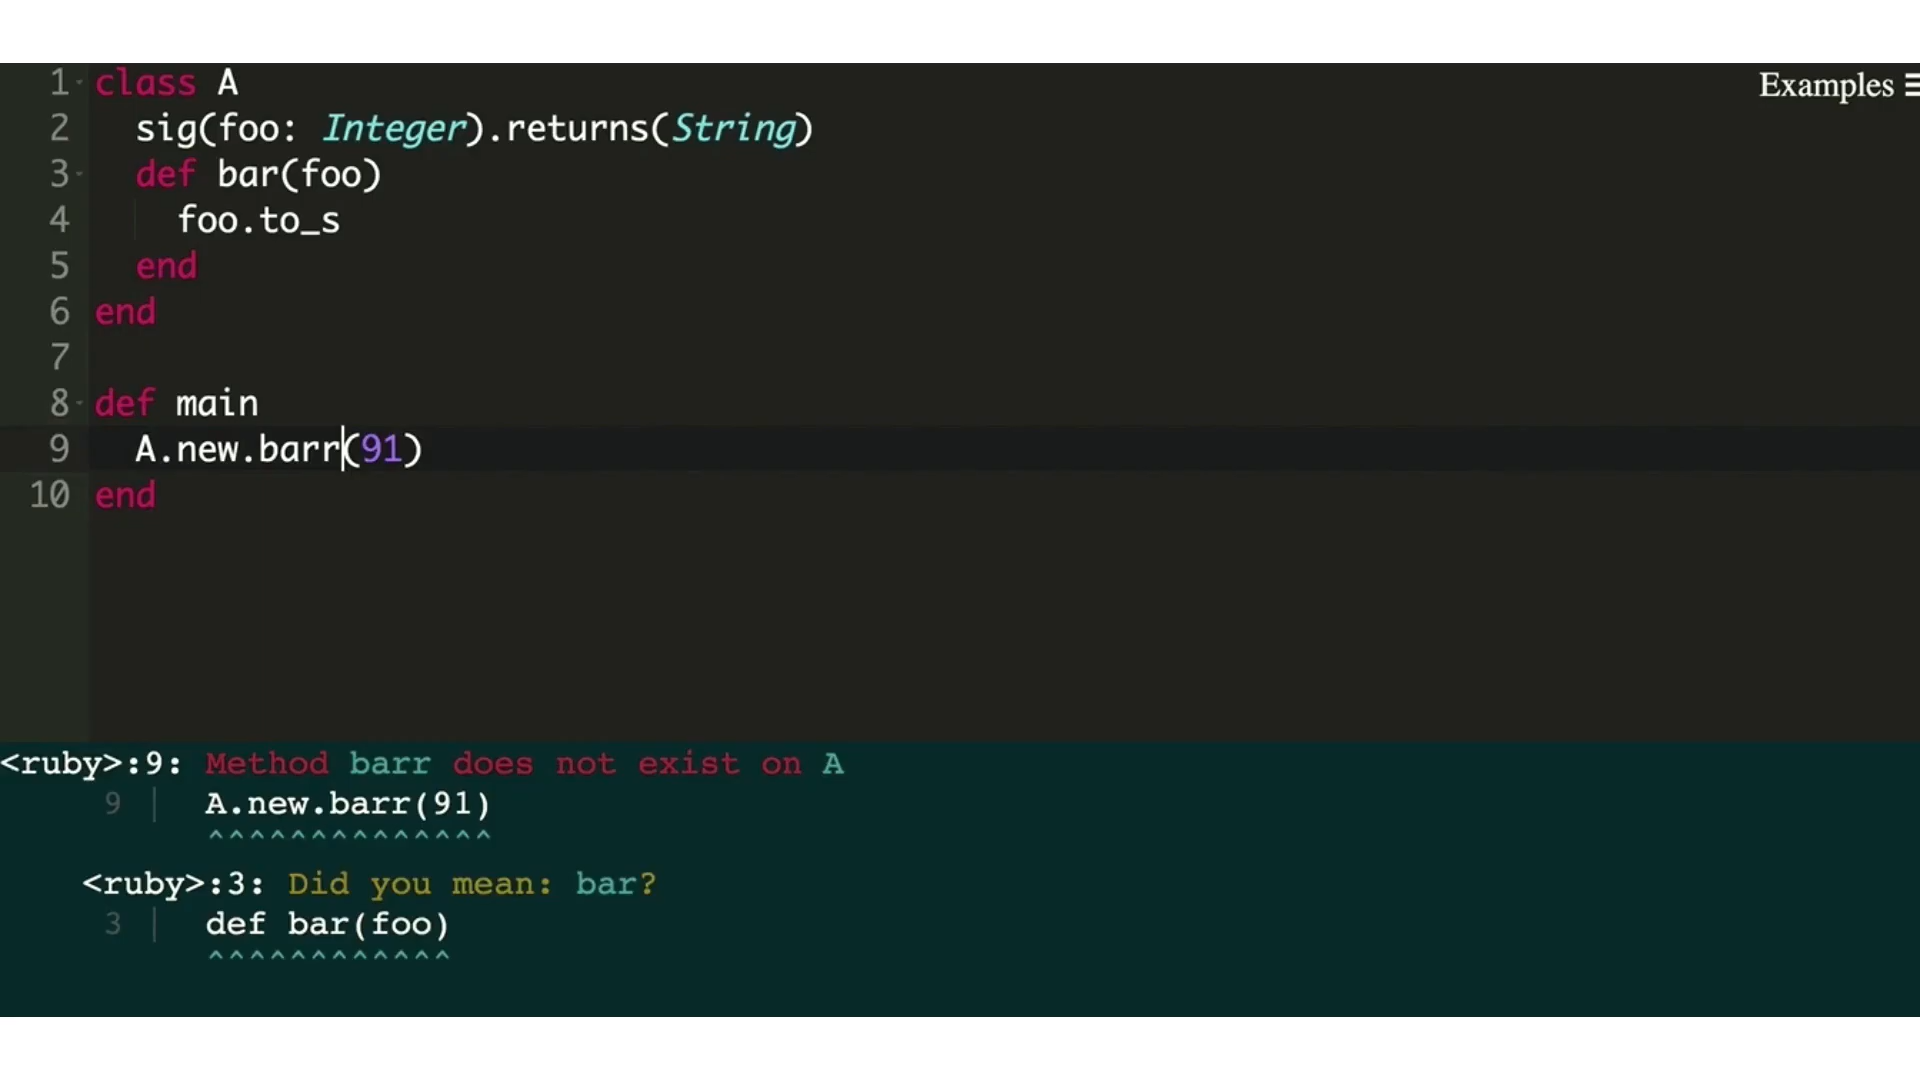 1 class A
Examples ☰
2 sig(foo: Integer).returns(String)
3 def bar(foo)
4 foo.to_s
5 end
6 end
7
8 def main
9 A.new.barr(91)
10 end
<ruby>:9: Method barr does not exist on A
9 | A.new.barr(91)
^^^^^^^^^^^^^^
<ruby>:3: Did you mean: bar?
3 | def bar(foo)
^^^^^^^^^^^^